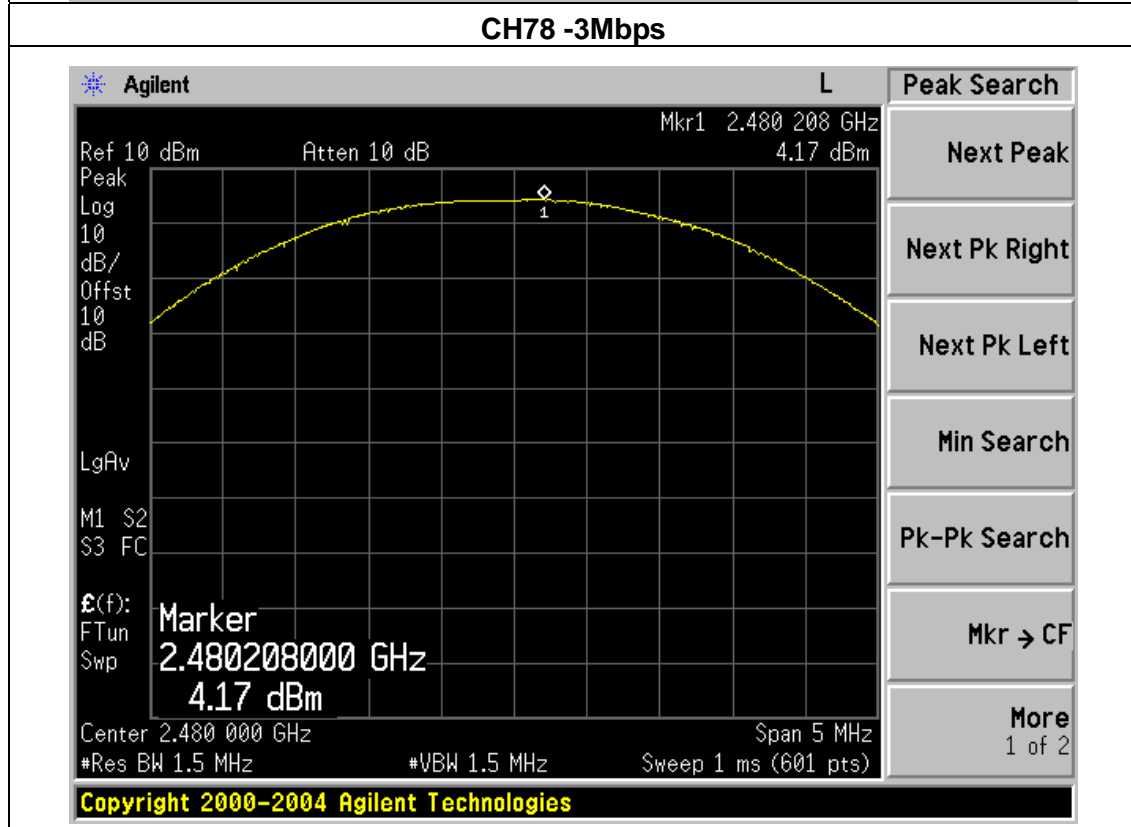 CH78 -3Mbps
Agilent L Peak Search
Mkr1 2.480 208 GHz
Ref 10 dBm Atten 10 dB 4.17 dBm
Peak
Log
10
dB/
Offst
10
dB
1
LgAv
M1 S2
S3 FC
£(f):
FTun
Swp
Marker
2.480208000 GHz
4.17 dBm
Center 2.480 000 GHz Span 5 MHz
#Res BW 1.5 MHz #VBW 1.5 MHz Sweep 1 ms (601 pts)
Next Peak
Next Pk Right
Next Pk Left
Min Search
Pk-Pk Search
Mkr → CF
More
1 of 2
Copyright 2000-2004 Agilent Technologies